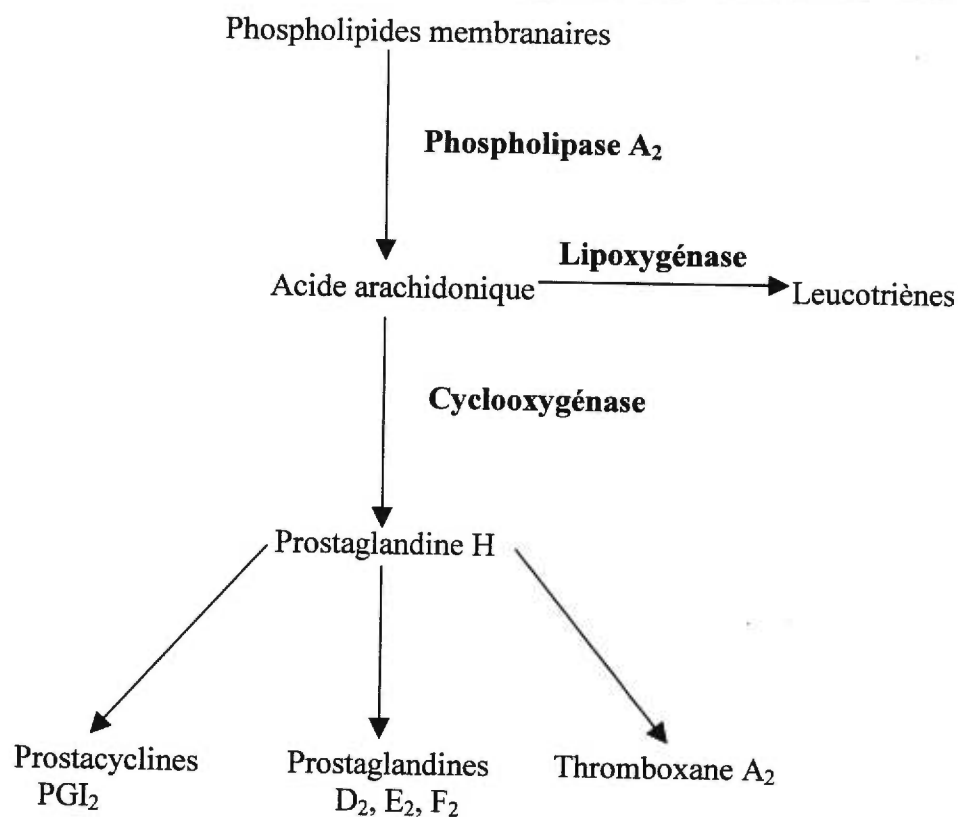 Phospholipides membranaires
Phospholipase A₂
Lipoxygénase
Acide arachidonique
Leucotriènes
Cyclooxygénase
Prostaglandine H
Prostacyclines
PGI₂
Prostaglandines
D₂, E₂, F₂
Thromboxane A₂